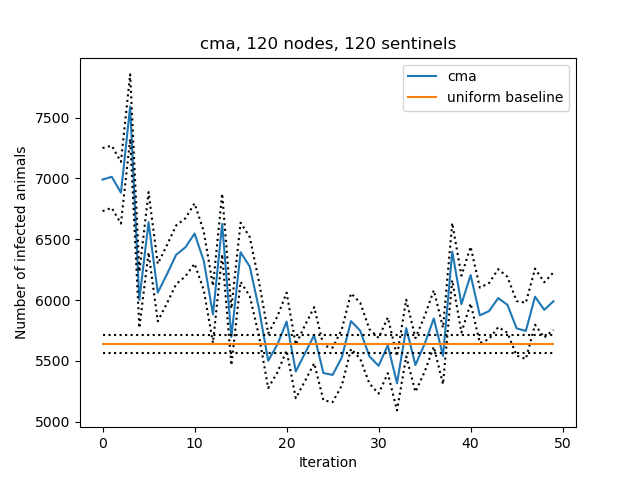 cma, 120 nodes, 120 sentinels
cma
uniform baseline
Number of infected animals
7500
7000
6500
6000
5500
5000
0 10 20 30 40 50
Iteration